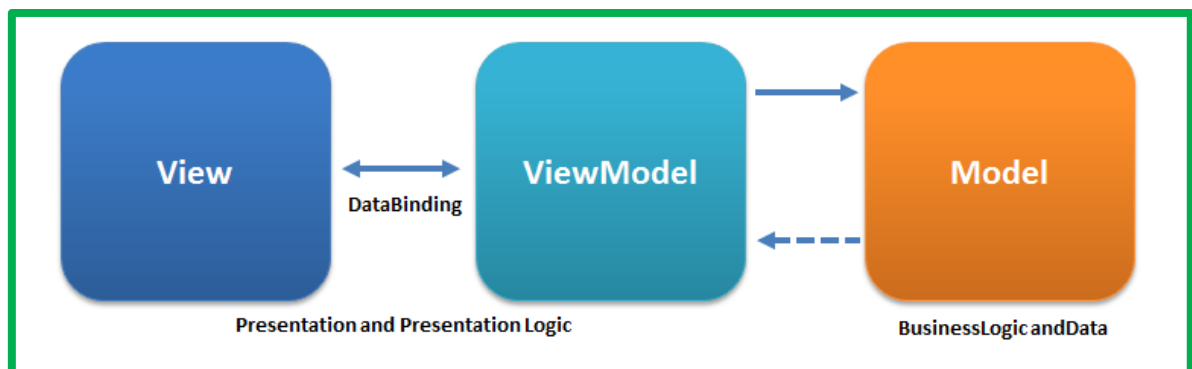 View
ViewModel
Model
DataBinding
Presentation and Presentation Logic
BusinessLogic andData